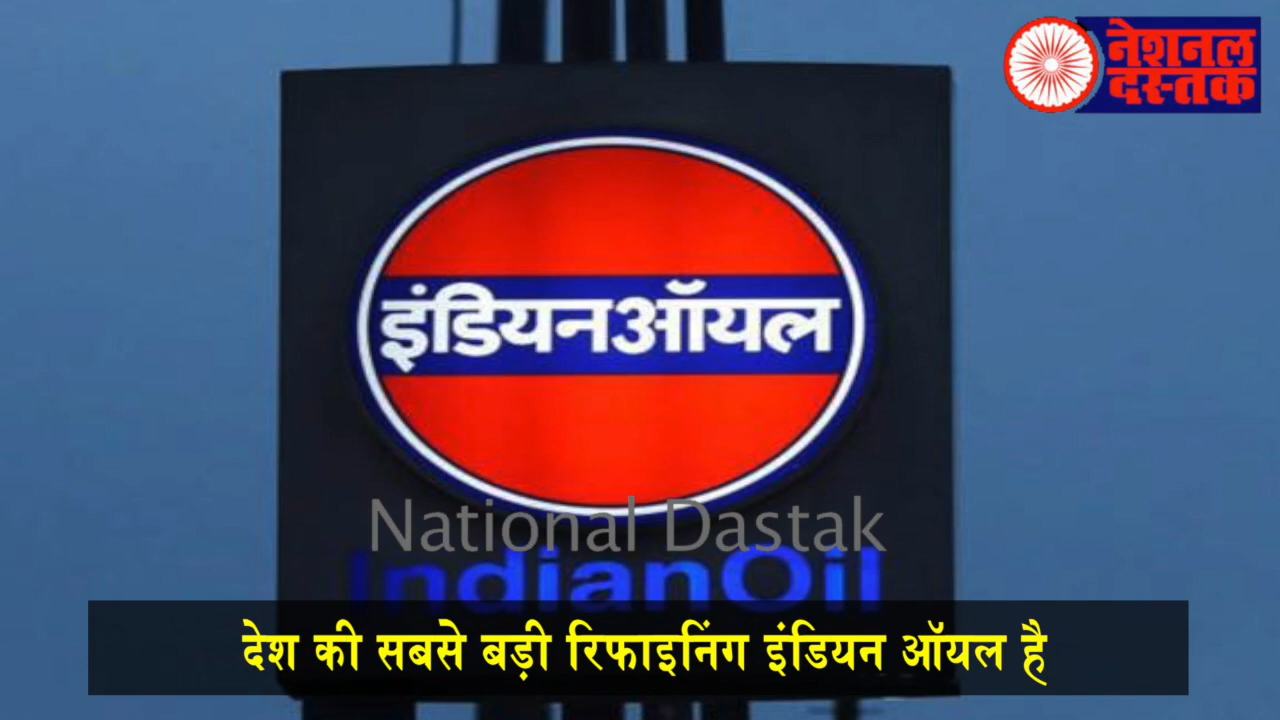 नेशनल
दस्तक
इंडियनऑयल
National Dastak
IndianOil
देश की सबसे बड़ी रिफाइनिंग इंडियन ऑयल है